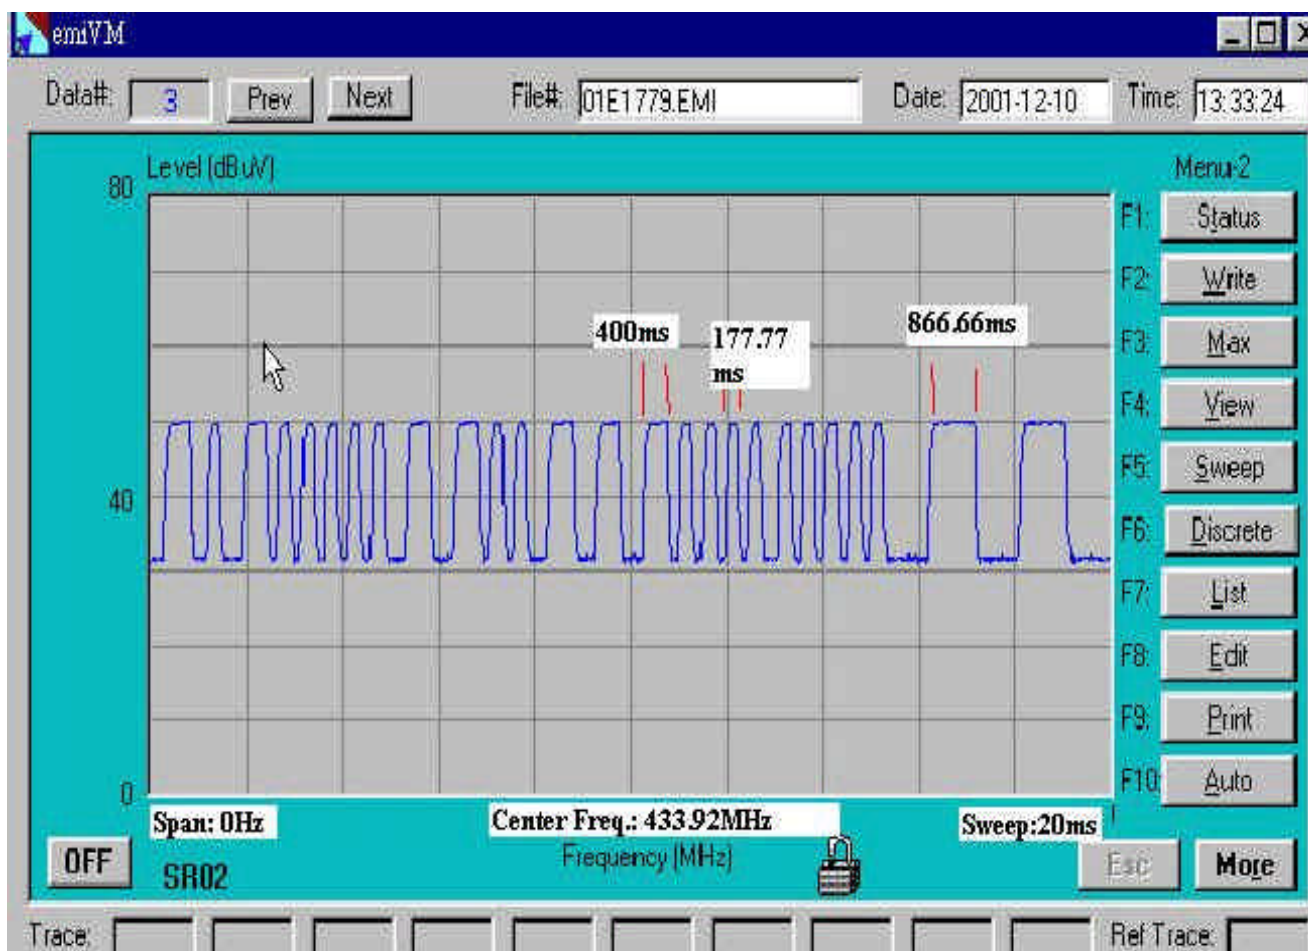 emiVM
Data#: 3 Prev Next File#: 01E1779.EMI Date: 2001-12-10 Time: 13:33:24
Level (dBuV) Menu-2
80
F1: Status
F2: Write
400ms 177.77 866.66ms
ms
F3: Max
F4: View
40
F5: Sweep
F6: Discrete
F7: List
F8: Edit
F9: Print
0
F10: Auto
Span: 0Hz Center Freq.: 433.92MHz Sweep:20ms
OFF SR02 Frequency (MHz) Esc More
Trace: Ref Trace: